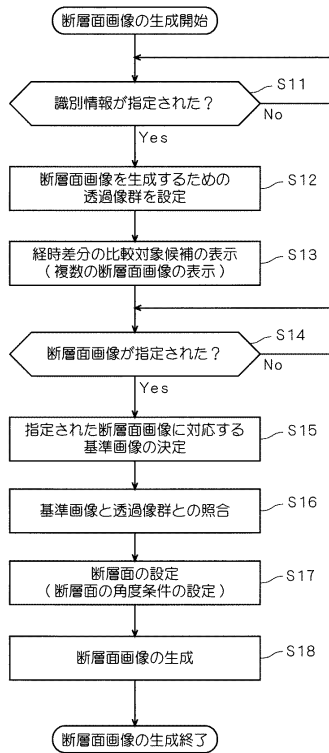 断層面画像の生成開始
S11
識別情報が指定された？
No
Yes
S12
断層面画像を生成するための
透過像群を設定
S13
経時差分の比較対象候補の表示
(複数の断層面画像の表示)
S14
断層面画像が指定された？
No
Yes
S15
指定された断層面画像に対応する
基準画像の決定
S16
基準画像と透過像群との照合
S17
断層面の設定
(断層面の角度条件の設定)
S18
断層面画像の生成
断層面画像の生成終了